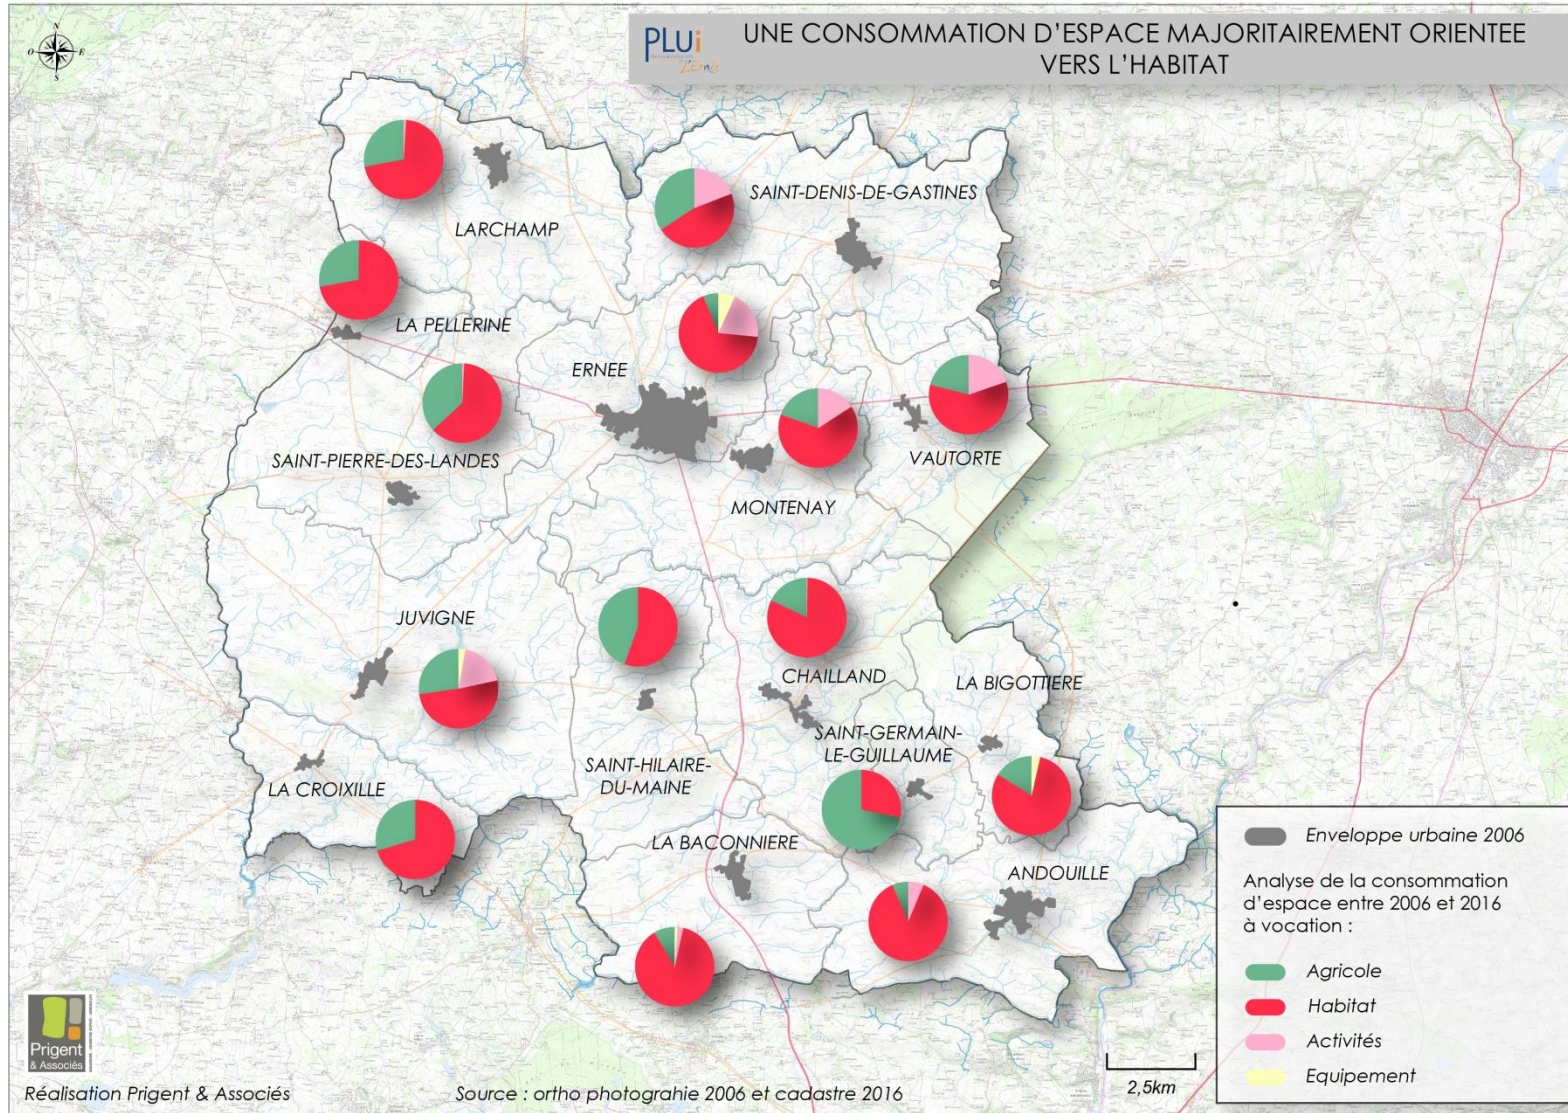 UNE CONSOMMATION D'ESPACE MAJORITAIREMENT ORIENTEE
VERS L'HABITAT
PLUi
L'Ernée
O
E
S
LARCHAMP
SAINT-DENIS-DE-GASTINES
LA PELLERINE
ERNEE
SAINT-PIERRE-DES-LANDES
VAUTORTE
MONTENAY
JUVIGNE
CHAILLAND
LA BIGOTTIERE
SAINT-GERMAIN-
LE-GUILLAUME
SAINT-HILAIRE-
DU-MAINE
LA CROIXILLE
LA BACONNIERE
ANDOUILLE
Enveloppe urbaine 2006
Analyse de la consommation
d'espace entre 2006 et 2016
à vocation :
Agricole
Habitat
Activités
Equipement
2,5km
Prigent
& Associés
Réalisation Prigent & Associés
Source : ortho photograhie 2006 et cadastre 2016